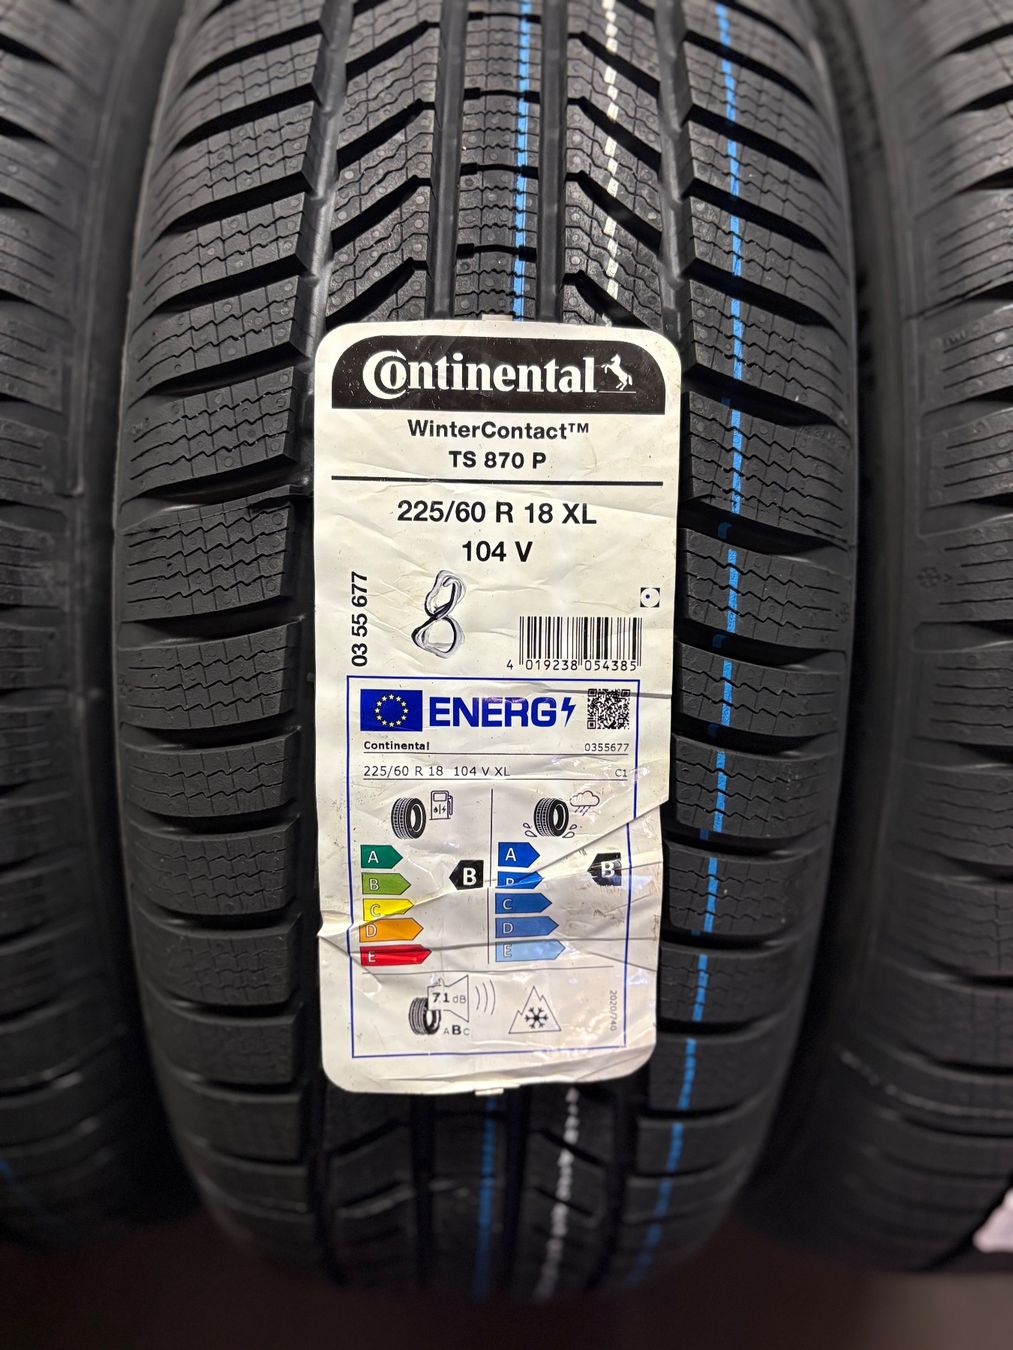 Continental
WinterContact™
TS 870 P
225/60 R 18 XL
104 V
03 55 677
8
4 019238 054385
ENERG
Continental 0355677
225/60 R 18 104 V XL C1
A A
B B B B
C C
D D
E E
71 dB
ABC
2020/740